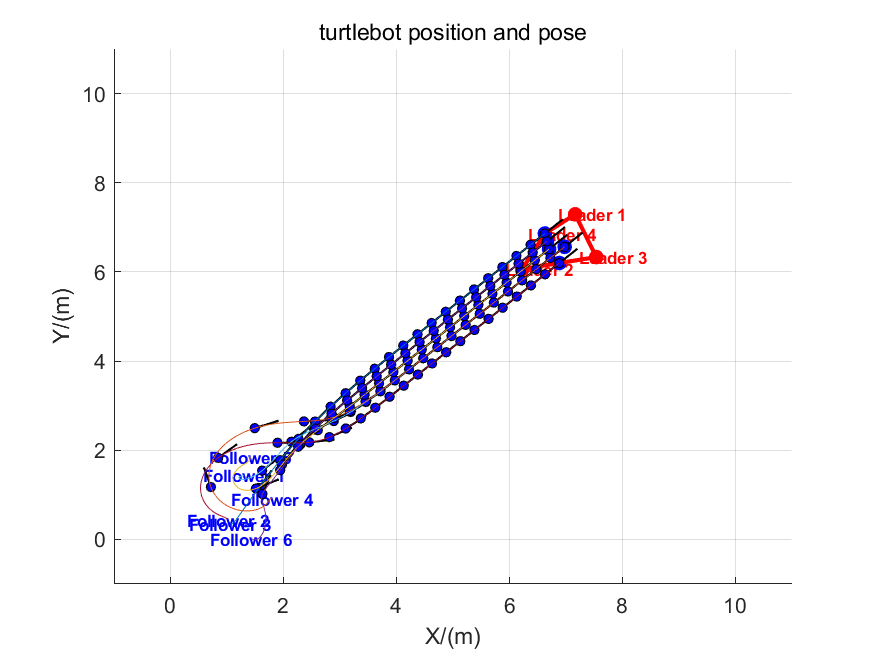 turtlebot position and pose
10
8
6
4
2
0
Y/(m)
Leader 1
Leader 4
Leader 3
Leader 2
Follower 1
Follower 4
Follower 2
Follower 3
Follower 6
0
2
4
6
8
10
X/(m)